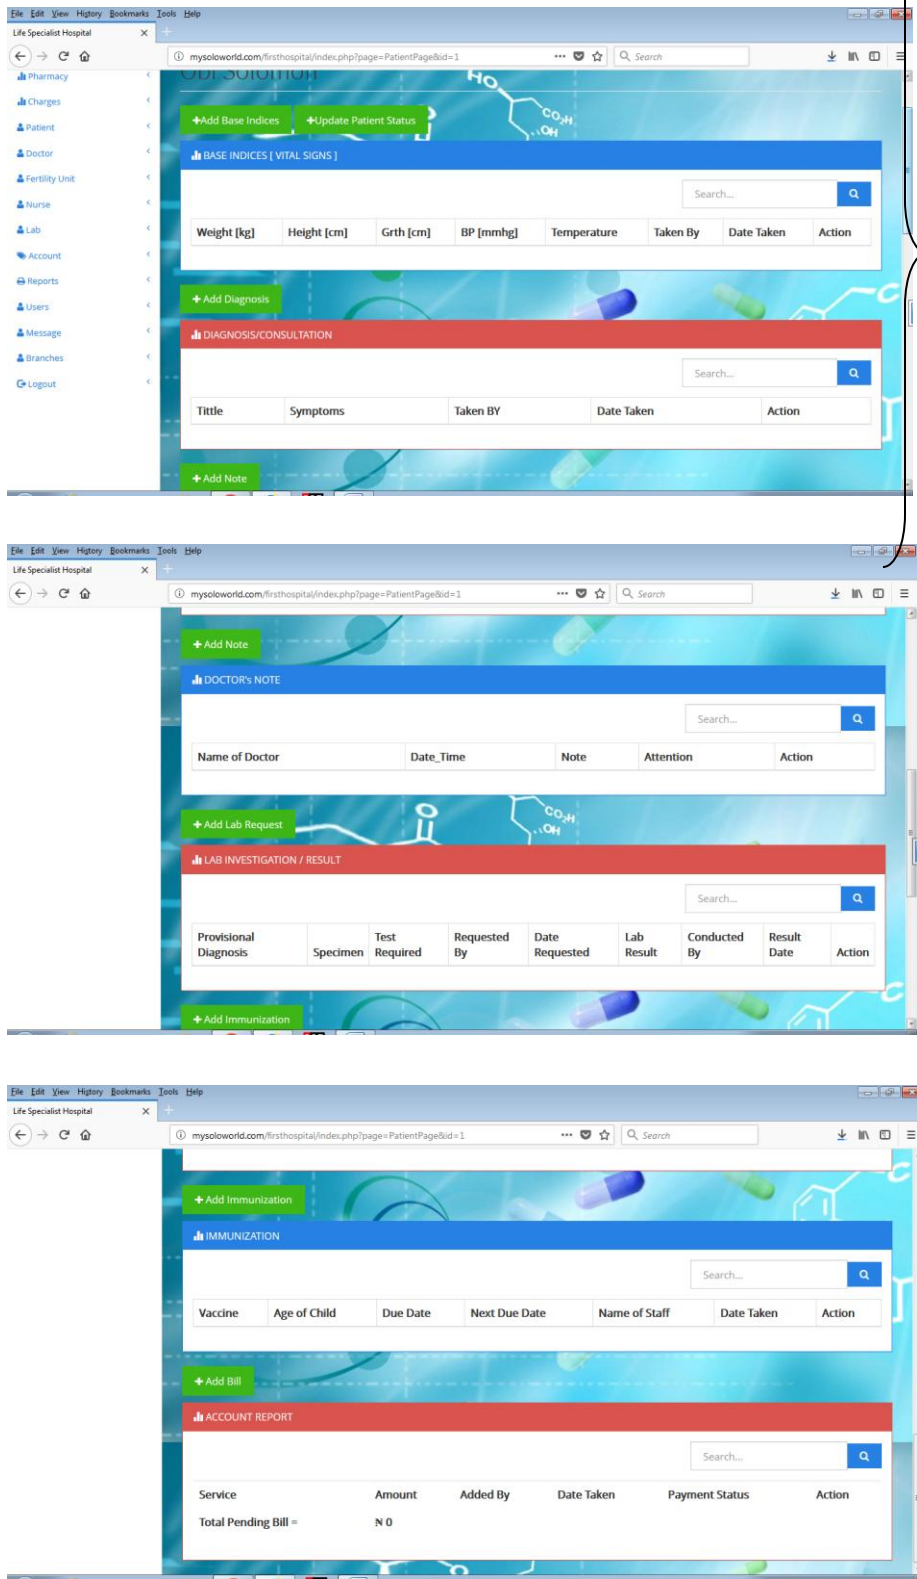 File Edit View History Bookmarks Tools Help
Life Specialist Hospital
mysoloworld.com/firsthospital/index.php?page=PatientPage&id=1
Search
Pharmacy
Charges
Patient
Doctor
Fertility Unit
Nurse
Lab
Account
Reports
Users
Message
Branches
Logout
Obi Solomon
HO
CO₂H
OH
+Add Base Indices +Update Patient Status
BASE INDICES [ VITAL SIGNS ]
Search...
Weight [kg] Height [cm] Grth [cm] BP [mmhg] Temperature Taken By Date Taken Action
+ Add Diagnosis
DIAGNOSIS/CONSULTATION
Search...
Tittle Symptoms Taken BY Date Taken Action
+ Add Note
File Edit View History Bookmarks Tools Help
Life Specialist Hospital
mysoloworld.com/firsthospital/index.php?page=PatientPage&id=1
Search
+ Add Note
DOCTOR's NOTE
Search...
Name of Doctor Date_Time Note Attention Action
CO₂H
OH
+ Add Lab Request
LAB INVESTIGATION / RESULT
Search...
Provisional Diagnosis Specimen Test Required Requested By Date Requested Lab Result Conducted By Result Date Action
+ Add Immunization
File Edit View History Bookmarks Tools Help
Life Specialist Hospital
mysoloworld.com/firsthospital/index.php?page=PatientPage&id=1
Search
+ Add Immunization
IMMUNIZATION
Search...
Vaccine Age of Child Due Date Next Due Date Name of Staff Date Taken Action
+ Add Bill
ACCOUNT REPORT
Search...
Service Amount Added By Date Taken Payment Status Action
Total Pending Bill = ₦ 0